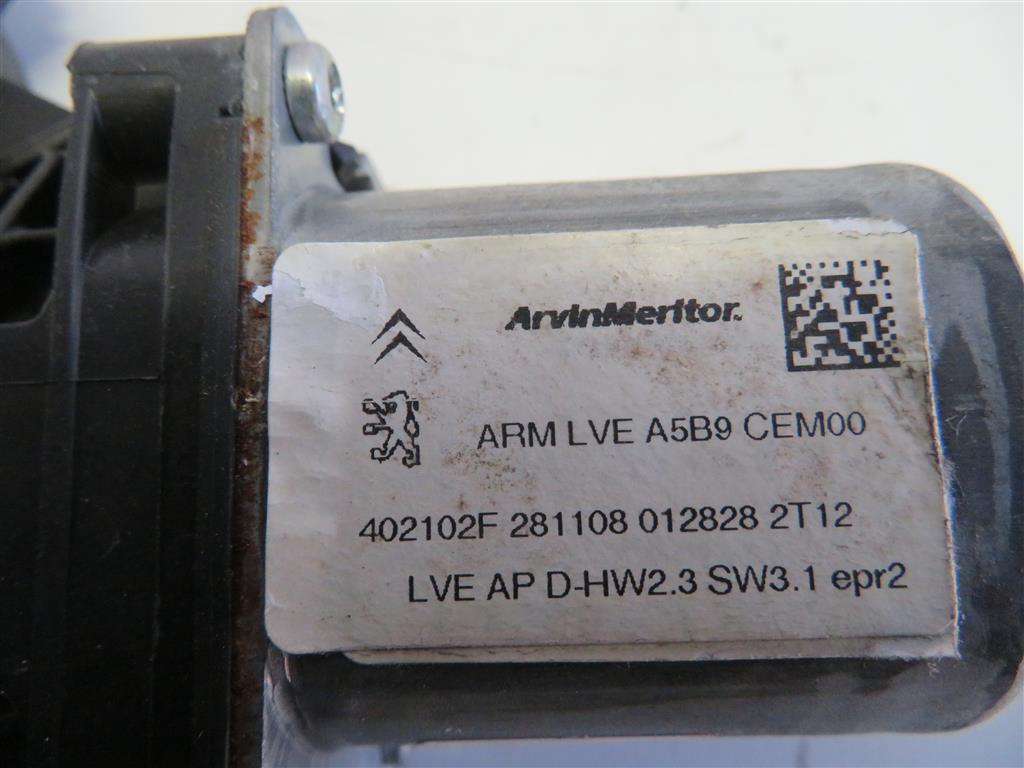 ArvinMeritor.
ARM LVE A5B9 CEM00
402102F 281108 012828 2T12
LVE AP D-HW2.3 SW3.1 epr2